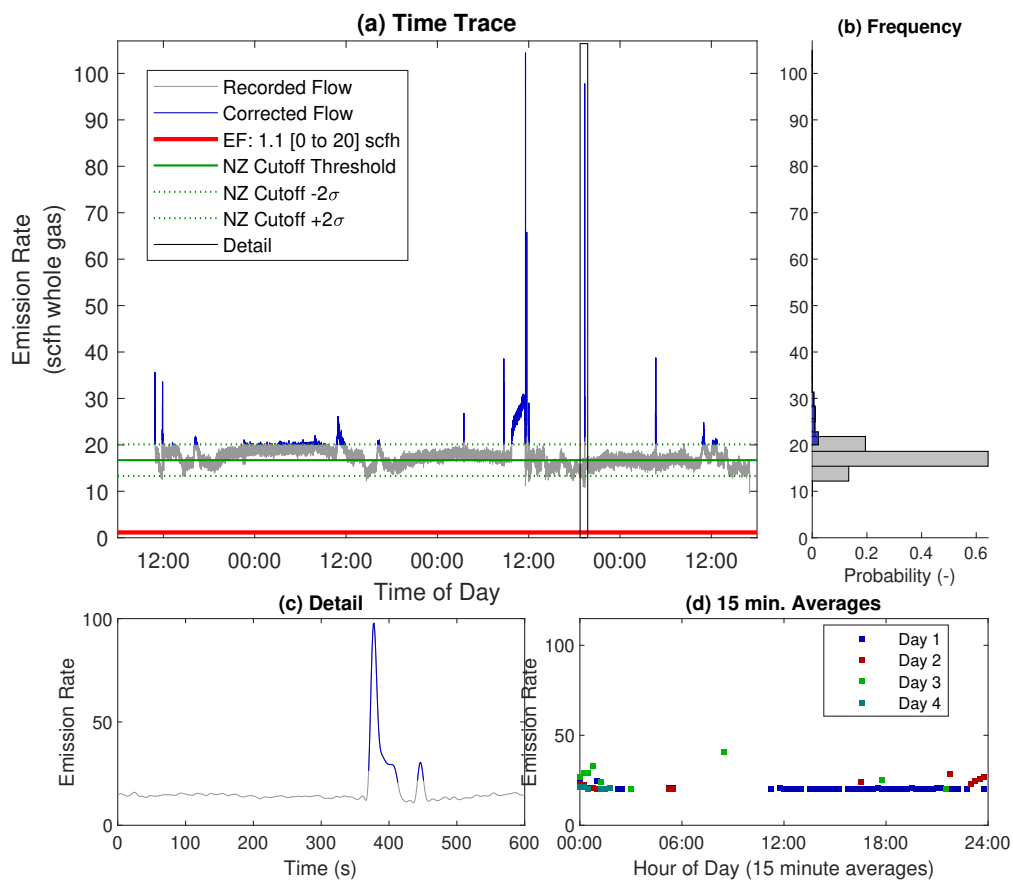 (a) Time Trace
Emission Rate
(scfh whole gas)
100
90
80
70
60
50
40
30
20
10
0
Recorded Flow
Corrected Flow
EF: 1.1 [0 to 20] scfh
NZ Cutoff Threshold
NZ Cutoff -2σ
NZ Cutoff +2σ
Detail
12:00 00:00 12:00 00:00 12:00 00:00 12:00
Time of Day
(b) Frequency
100
90
80
70
60
50
40
30
20
10
0
0 0.2 0.4 0.6
Probability (-)
(c) Detail
Emission Rate
100
50
0
0 100 200 300 400 500 600
Time (s)
(d) 15 min. Averages
Emission Rate
100
50
0
Day 1
Day 2
Day 3
Day 4
00:00 06:00 12:00 18:00 24:00
Hour of Day (15 minute averages)